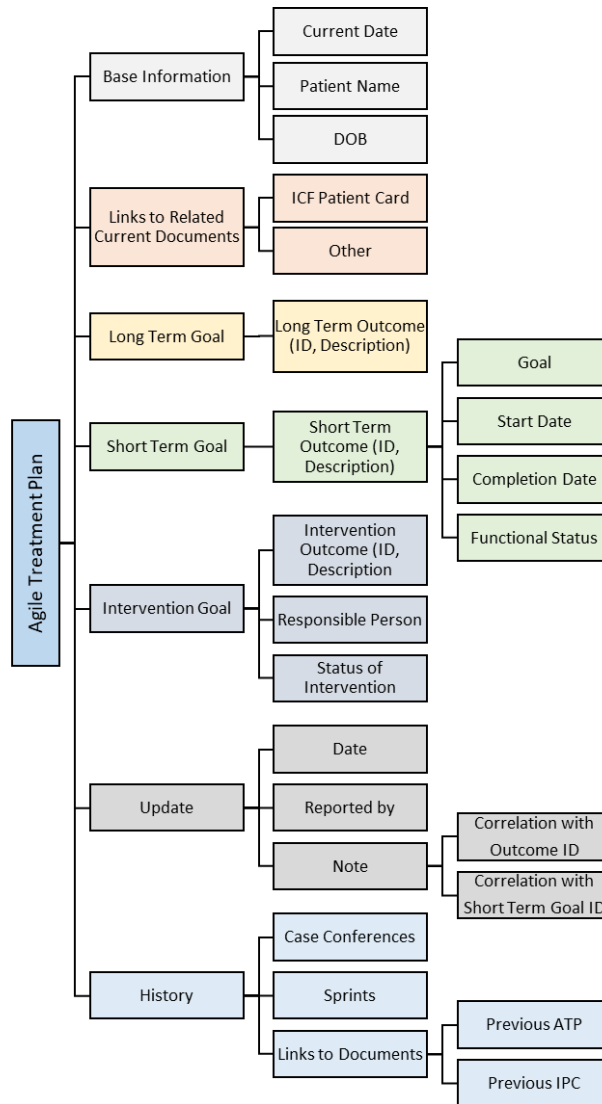 Agile Treatment Plan
Base Information
Current Date
Patient Name
DOB
Links to Related
Current Documents
ICF Patient Card
Other
Long Term Goal
Long Term Outcome
(ID, Description)
Short Term Goal
Short Term
Outcome (ID,
Description)
Goal
Start Date
Completion Date
Functional Status
Intervention Goal
Intervention
Outcome (ID,
Description
Responsible Person
Status of
Intervention
Update
Date
Reported by
Note
Correlation with
Outcome ID
Correlation with
Short Term Goal ID
History
Case Conferences
Sprints
Links to Documents
Previous ATP
Previous IPC